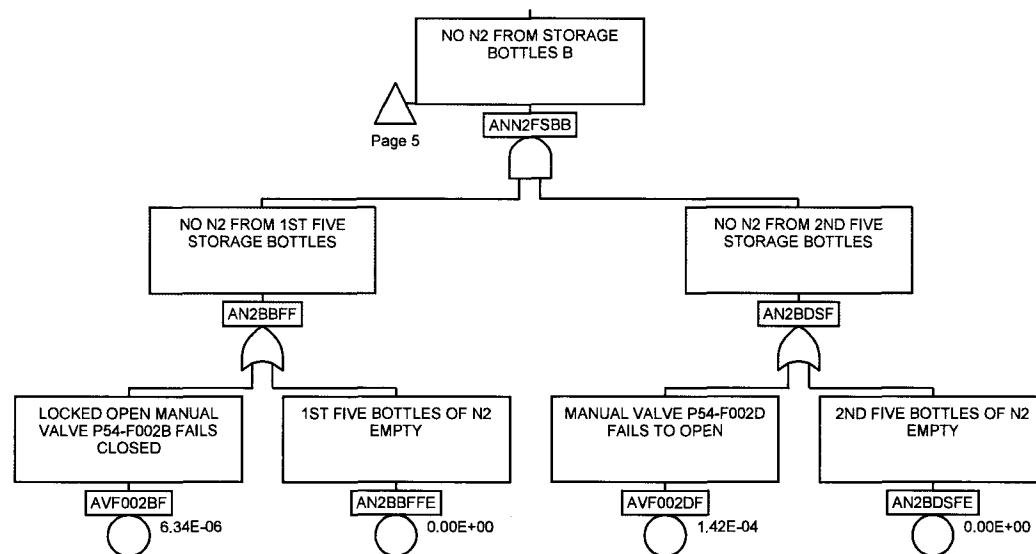 NO N2 FROM STORAGE
BOTTLES B
Page 5
ANN2FSBB
NO N2 FROM 1ST FIVE
STORAGE BOTTLES
NO N2 FROM 2ND FIVE
STORAGE BOTTLES
AN2BBFF
AN2BDSF
LOCKED OPEN MANUAL
VALVE P54-F002B FAILS
CLOSED
1ST FIVE BOTTLES OF N2
EMPTY
MANUAL VALVE P54-F002D
FAILS TO OPEN
2ND FIVE BOTTLES OF N2
EMPTY
AVF002BF
6.34E-06
AN2BBFFE
0.00E+00
AVF002DF
1.42E-04
AN2BDSFE
0.00E+00